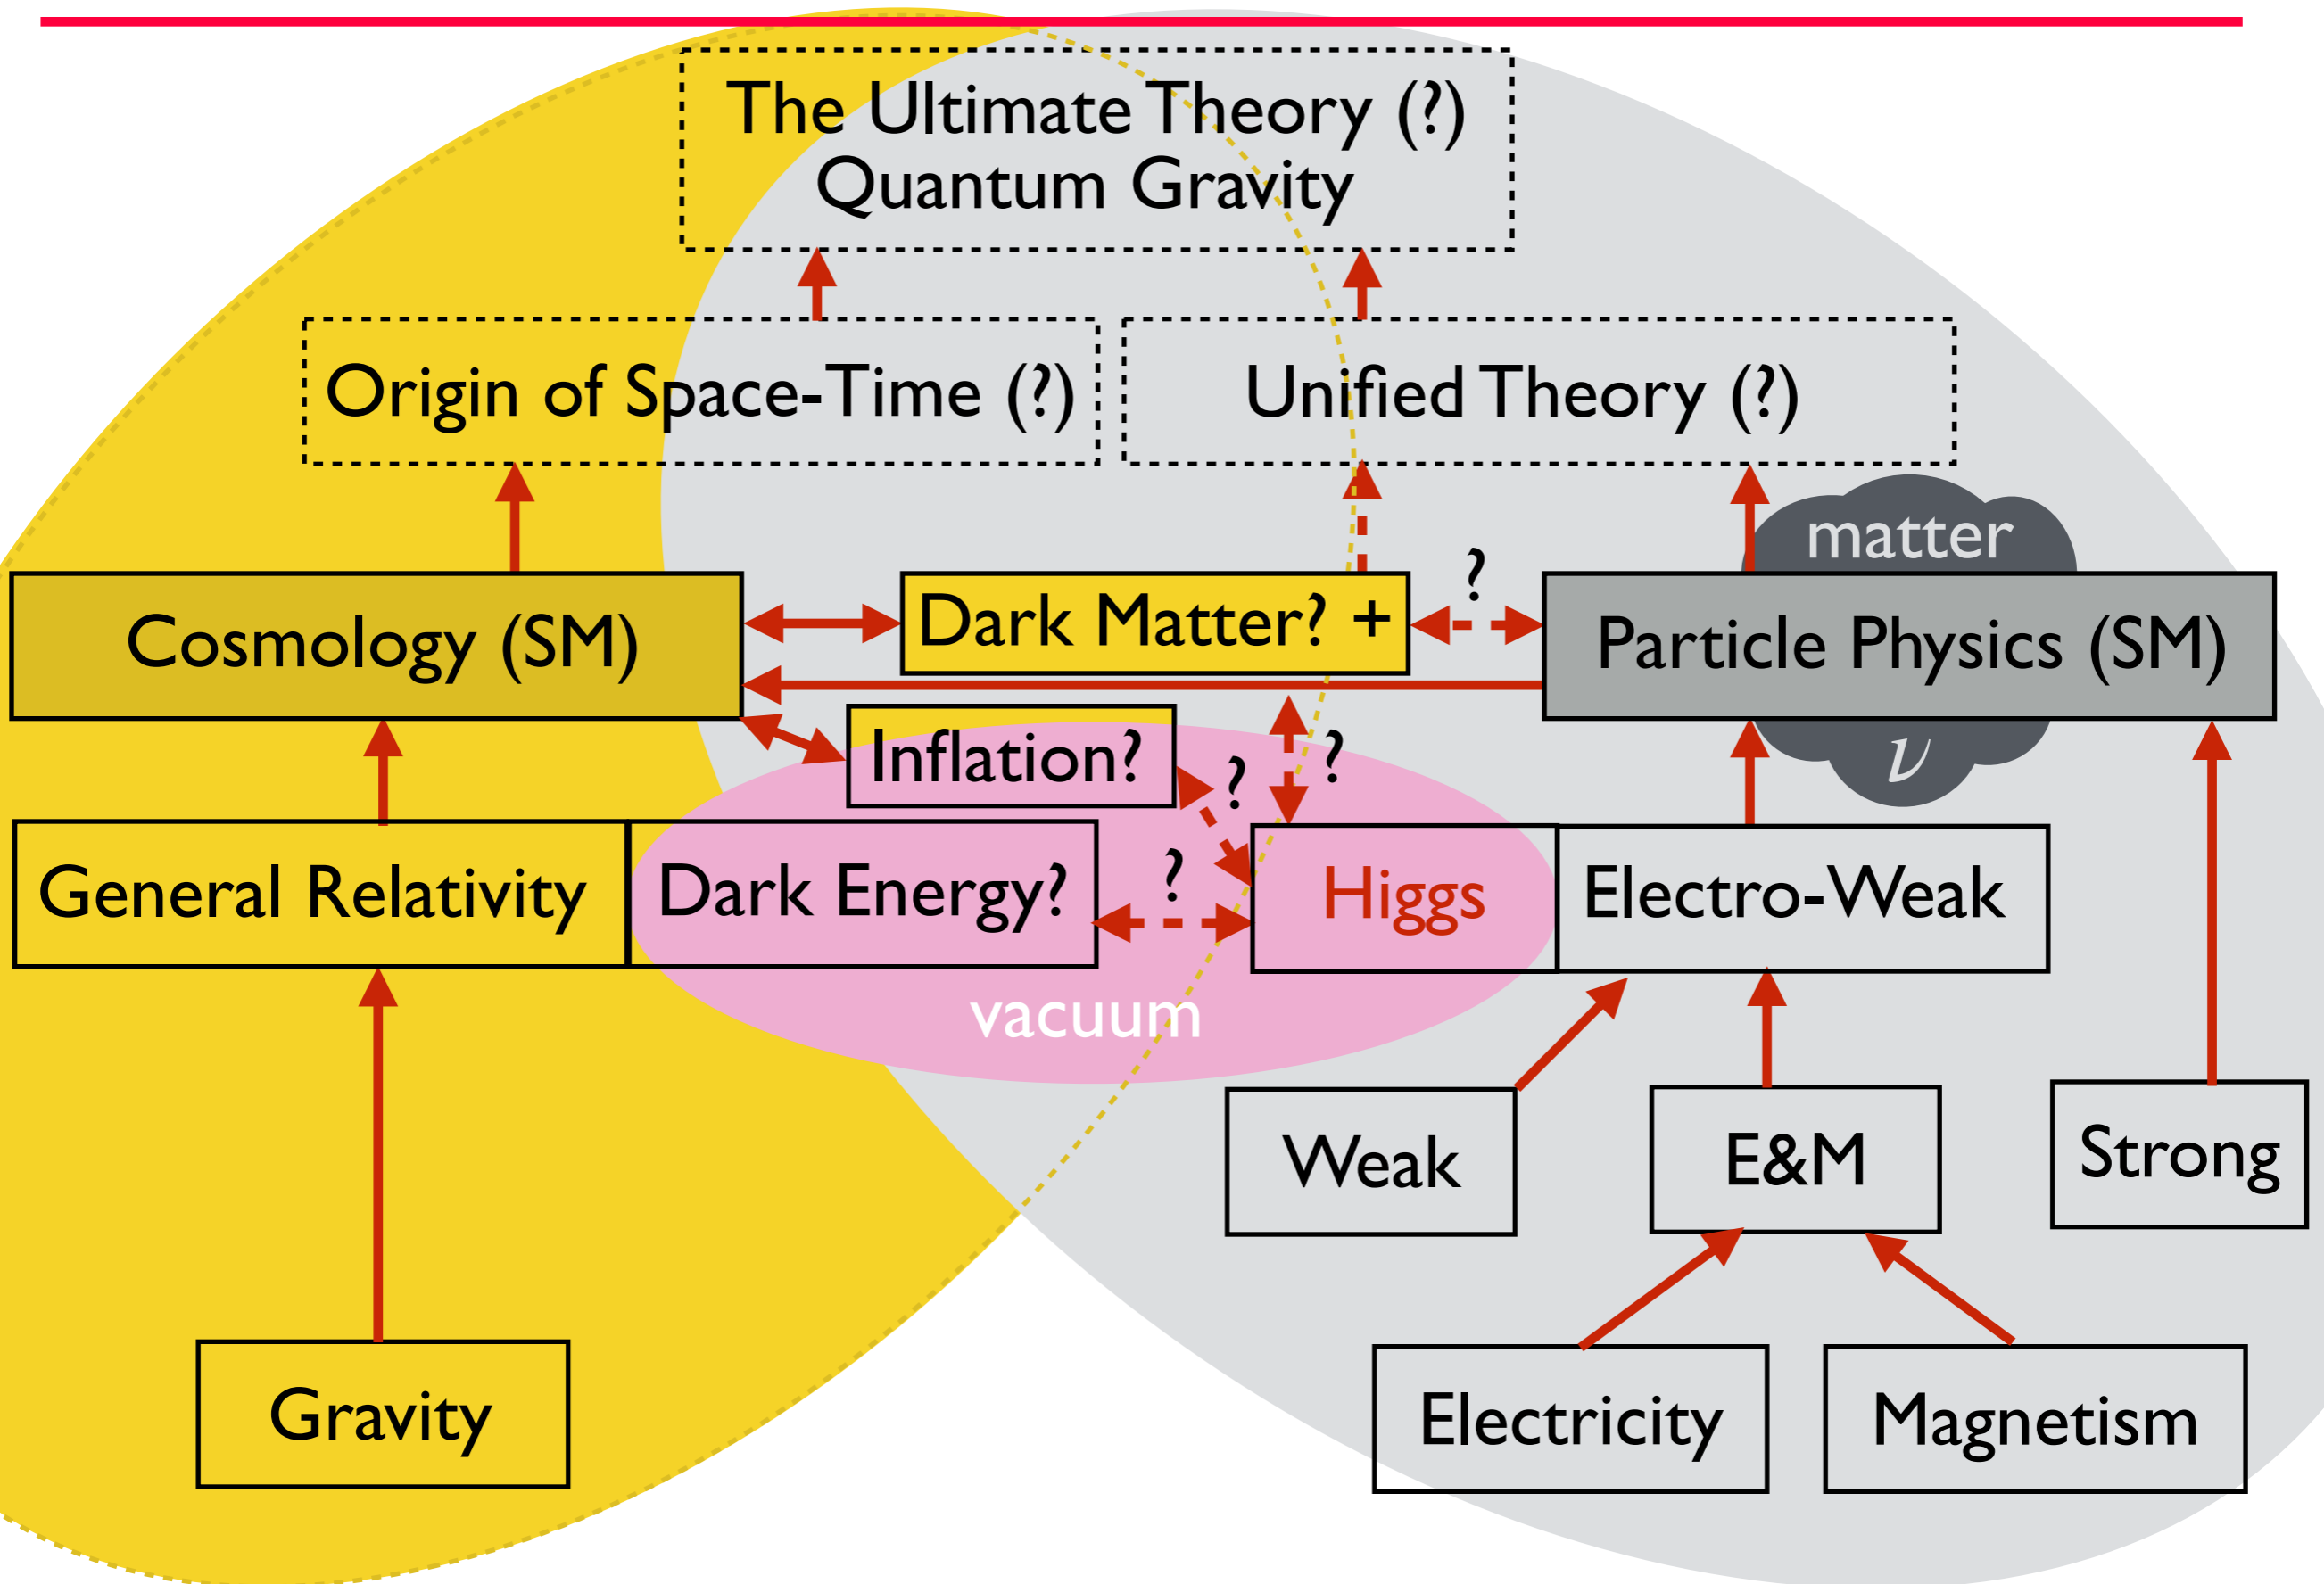 The Ultimate Theory (?)
Quantum Gravity
Origin of Space-Time (?)
Unified Theory (?)
matter
?
Cosmology (SM)
Dark Matter? +
Particle Physics (SM)
Inflation?
?
?
ν
General Relativity
Dark Energy?
?
Higgs
Electro-Weak
vacuum
Weak
E&M
Strong
Gravity
Electricity
Magnetism